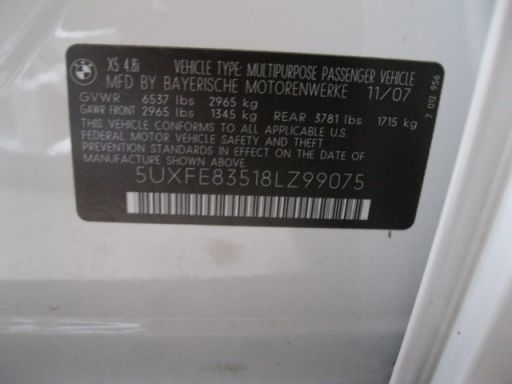 BMW
X5 4.8i
VEHICLE TYPE: MULTIPURPOSE PASSENGER VEHICLE
MFD BY BAYERISCHE MOTORENWERKE 11/07
GVWR 6537 lbs 2965 kg
GAWR FRONT 2965 lbs 1345 kg REAR 3781 lbs 1715 kg
THIS VEHICLE CONFORMS TO ALL APPLICABLE U.S.
FEDERAL MOTOR VEHICLE SAFETY AND THEFT
PREVENTION STANDARDS IN EFFECT ON THE DATE OF
MANUFACTURE SHOWN ABOVE.
5UXFE83518LZ99075
7 012 956